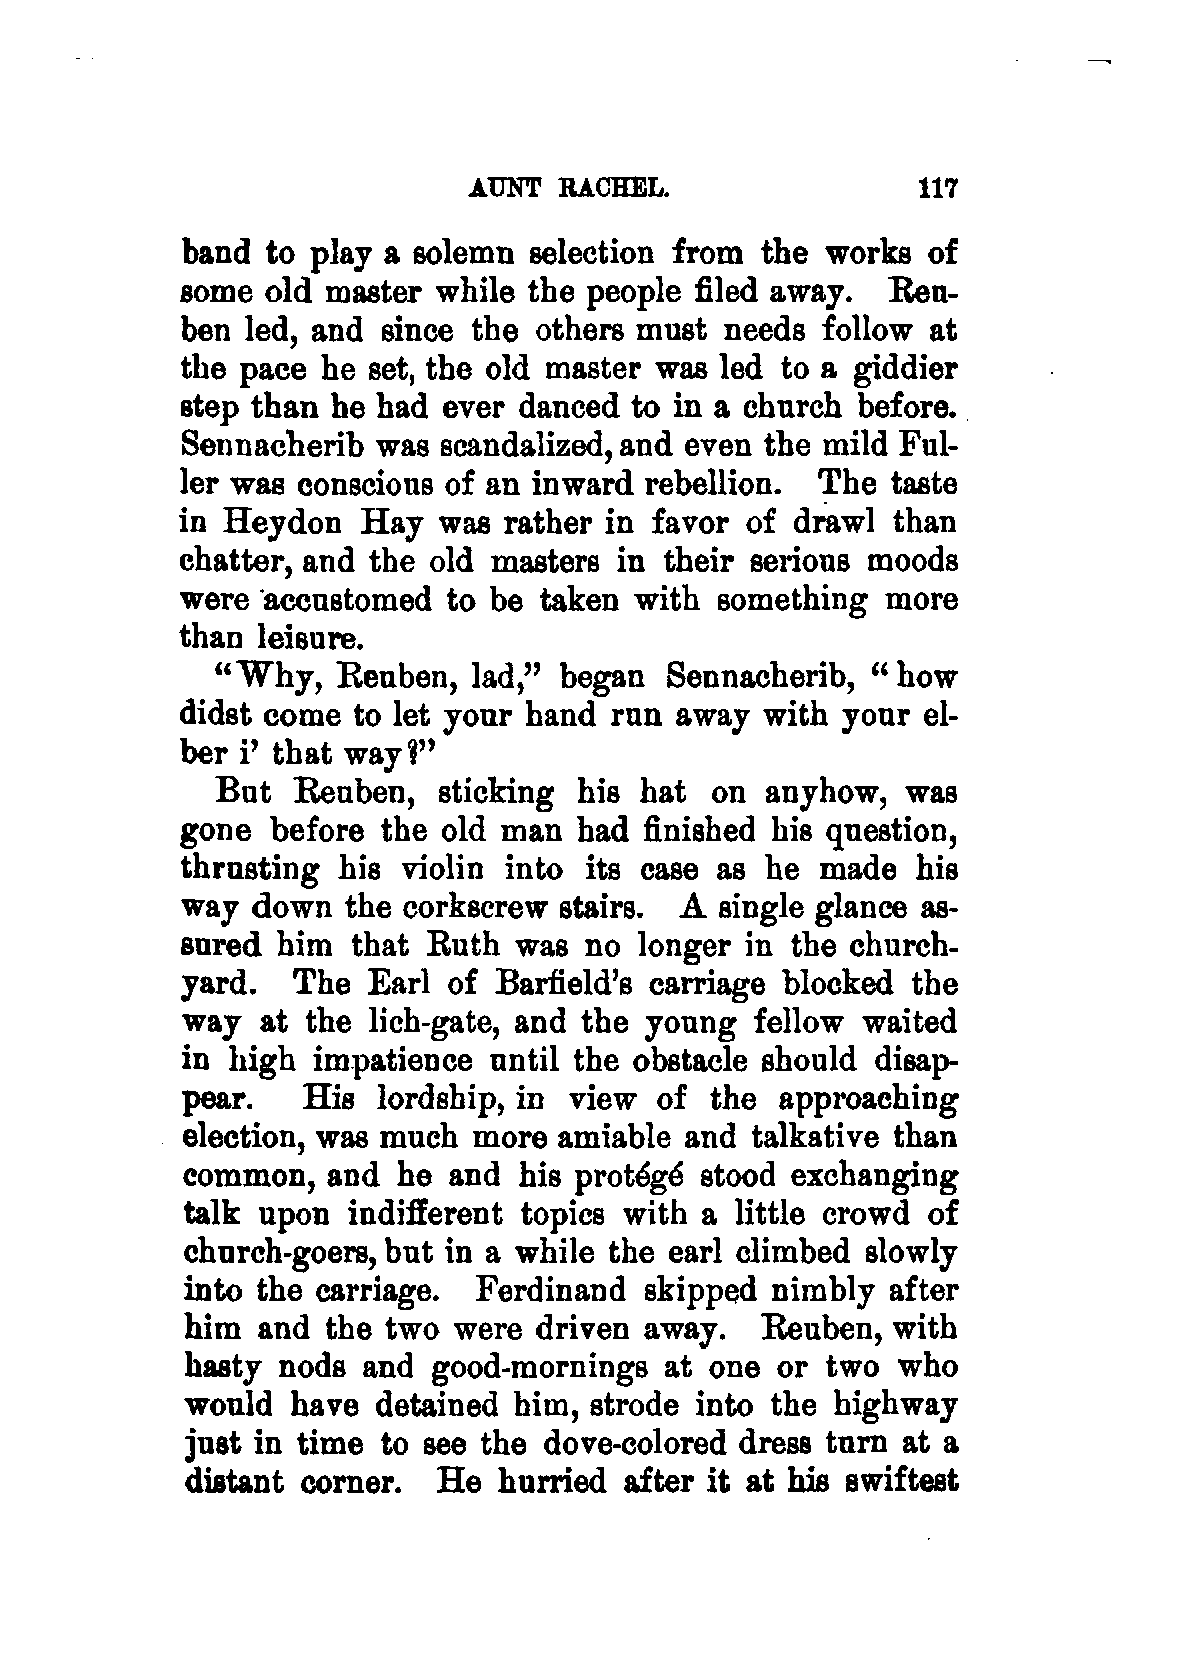 AUNT RACHEL. 117
band to play a solemn selection from the works of
some old master while the people filed away. Reu-
ben led, and since the others must needs follow at
the pace he set, the old master was led to a giddier
step than he had ever danced to in a church before.
Sennacherib was scandalized, and even the mild Ful-
ler was conscious of an inward rebellion. The taste
in Heydon Hay was rather in favor of drawl than
chatter, and the old masters in their serious moods
were accustomed to be taken with something more
than leisure.
"Why, Reuben, lad," began Sennacherib, "how
didst come to let your hand run away with your el-
ber i' that way?"
But Reuben, sticking his hat on anyhow, was
gone before the old man had finished his question,
thrusting his violin into its case as he made his
way down the corkscrew stairs. A single glance as-
sured him that Ruth was no longer in the church-
yard. The Earl of Barfield's carriage blocked the
way at the lich-gate, and the young fellow waited
in high impatience until the obstacle should disap-
pear. His lordship, in view of the approaching
election, was much more amiable and talkative than
common, and he and his protégé stood exchanging
talk upon indifferent topics with a little crowd of
church-goers, but in a while the earl climbed slowly
into the carriage. Ferdinand skipped nimbly after
him and the two were driven away. Reuben, with
hasty nods and good-mornings at one or two who
would have detained him, strode into the highway
just in time to see the dove-colored dress turn at a
distant corner. He hurried after it at his swiftest